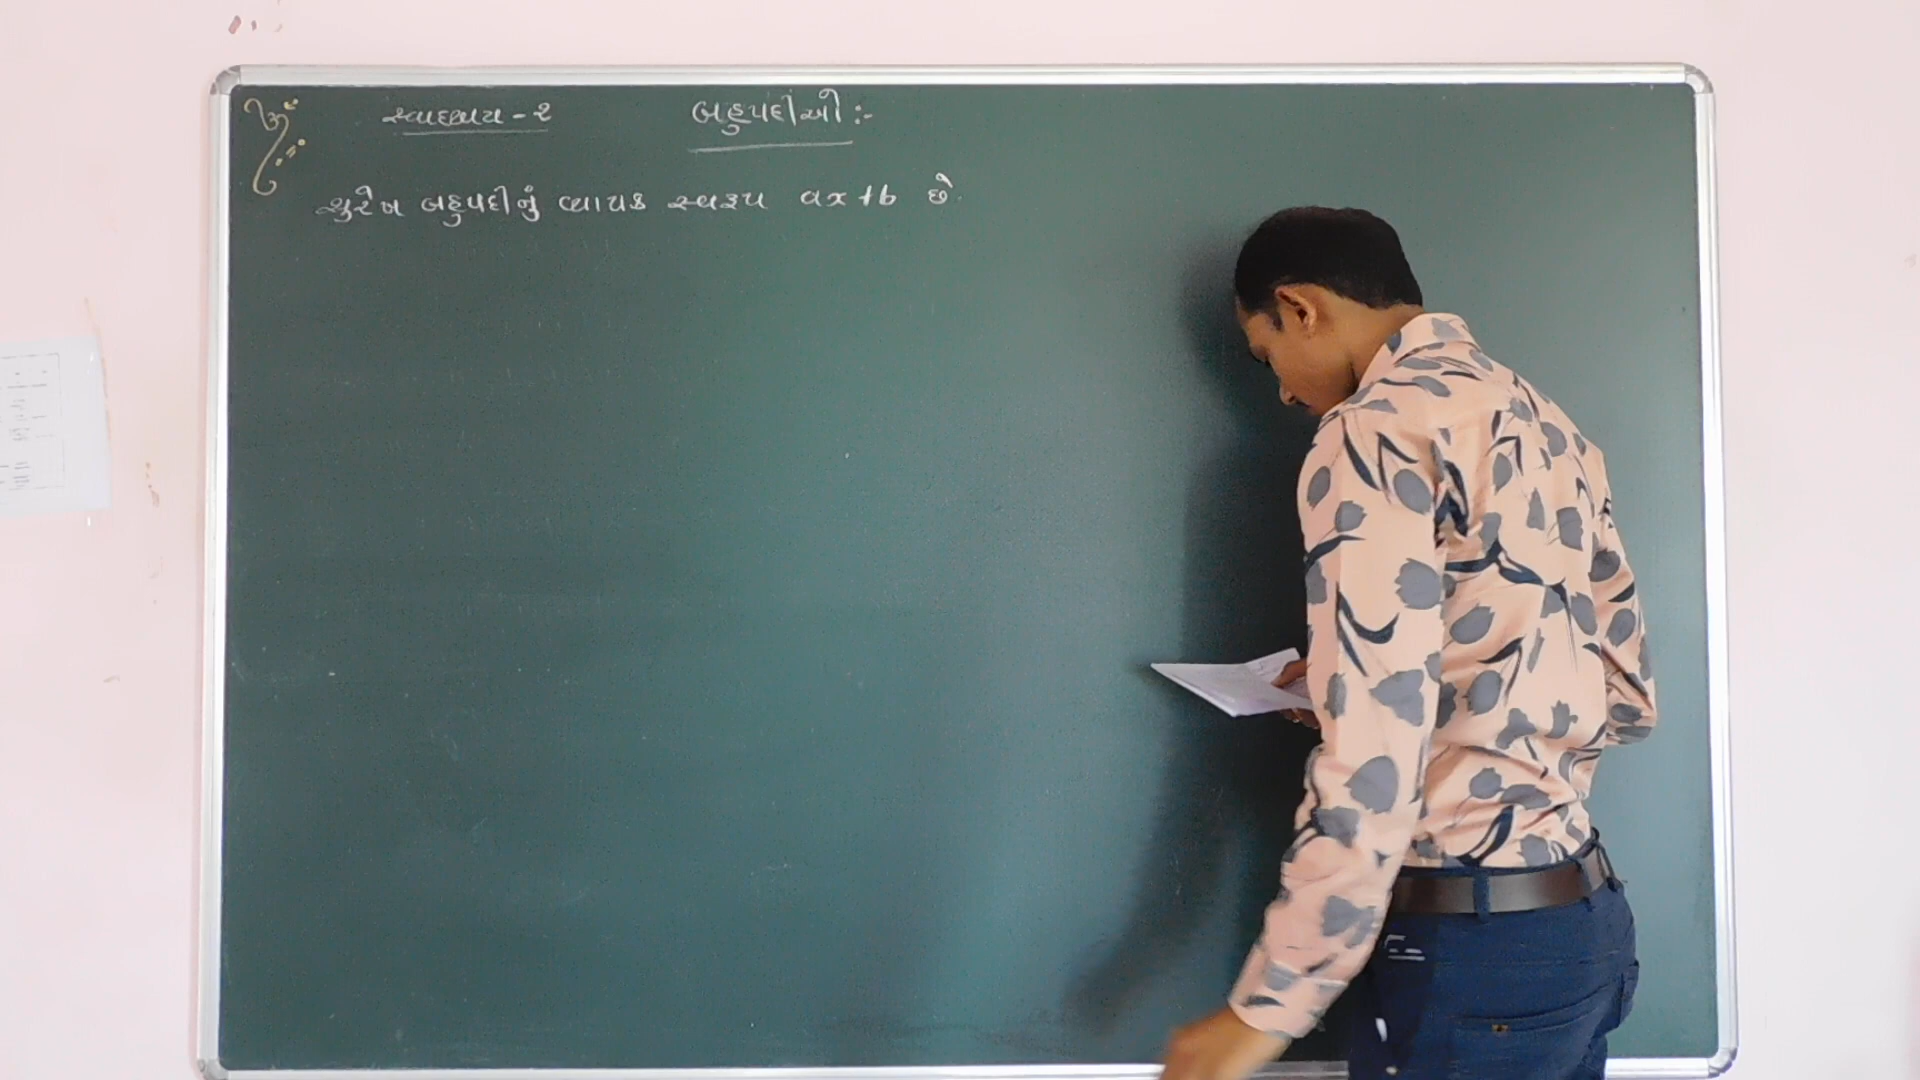 ૐ
સ્વાધ્યાય - ૨ બહુપદીઓ :-
સુરેખ બહુપદીનું વ્યાપક સ્વરૂપ ax + b છે.